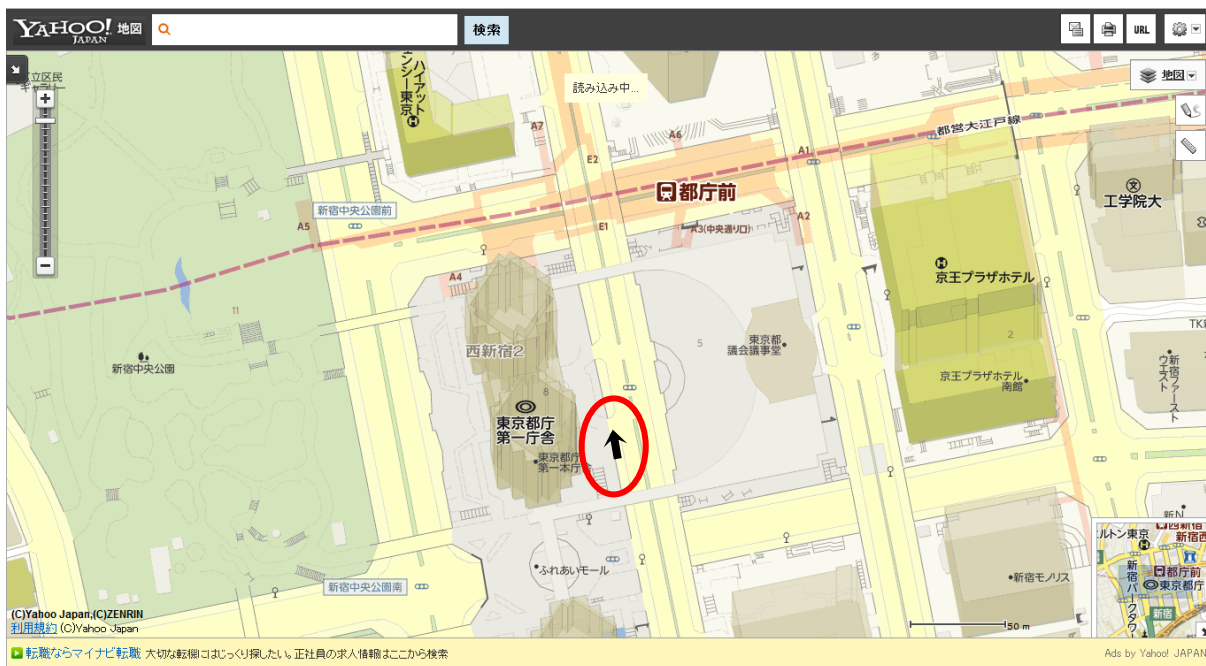 YAHOO! 地図
JAPAN
検索
URL
地図
読み込み中...
ハイアット
東京
A7
A6
A1
E2
都営大江戸線
都庁前
工学院大
新宿中央公園前
A5
E1
A3(中央通り口)
A2
A4
京王プラザホテル
11
西新宿2
5
東京都
議会議事堂
2
新宿中央公園
京王プラザホテル
南館
新宿ファースト
ウエスト
8
東京都庁
第一庁舎
東京都庁
第一本庁舎
ふれあいモール
新宿中央公園南
新宿モノリス
都庁前
東京都庁
新宿
50 m
(C)Yahoo Japan,(C)ZENRIN
利用規約 (C)Yahoo Japan
転職ならマイナビ転職 大切な転機にはじっくり探したい。正社員の求人情報はここから検索
Ads by Yahoo! JAPAN